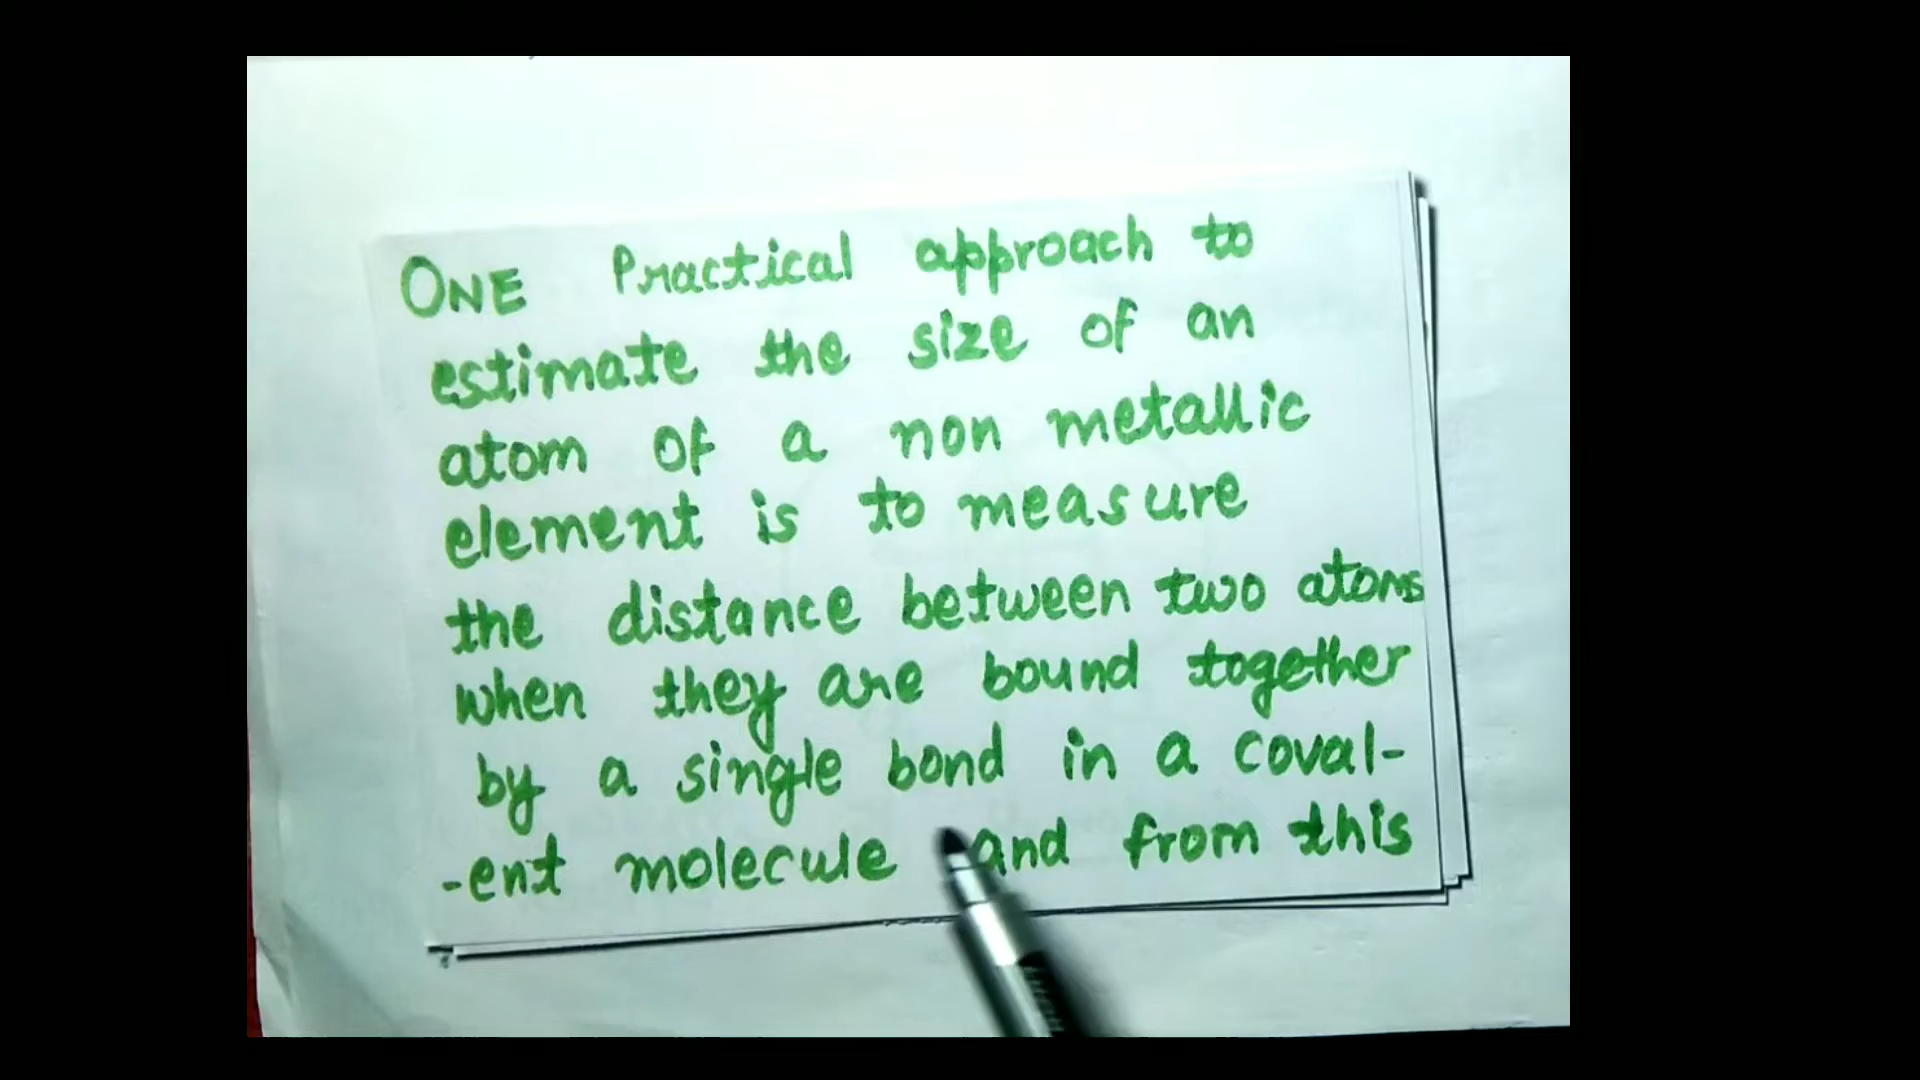 ONE Practical approach to
estimate the size of an
atom of a non metallic
element is to measure
the distance between two atoms
when they are bound together
by a single bond in a coval-
-ent molecule and from this